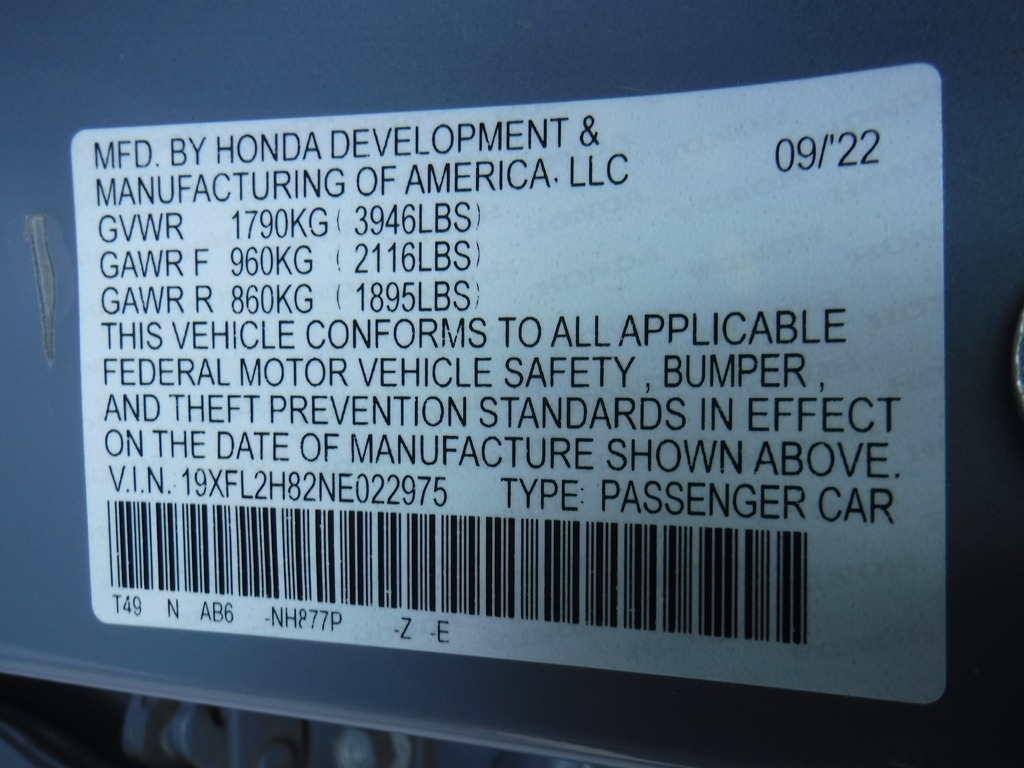 MFD. BY HONDA DEVELOPMENT &
MANUFACTURING OF AMERICA. LLC 09/'22
GVWR 1790KG ( 3946LBS)
GAWR F 960KG ( 2116LBS)
GAWR R 860KG ( 1895LBS)
THIS VEHICLE CONFORMS TO ALL APPLICABLE
FEDERAL MOTOR VEHICLE SAFETY , BUMPER ,
AND THEFT PREVENTION STANDARDS IN EFFECT
ON THE DATE OF MANUFACTURE SHOWN ABOVE.
V.I.N. 19XFL2H82NE022975 TYPE: PASSENGER CAR
T49 N AB6 -NH877P -Z -E